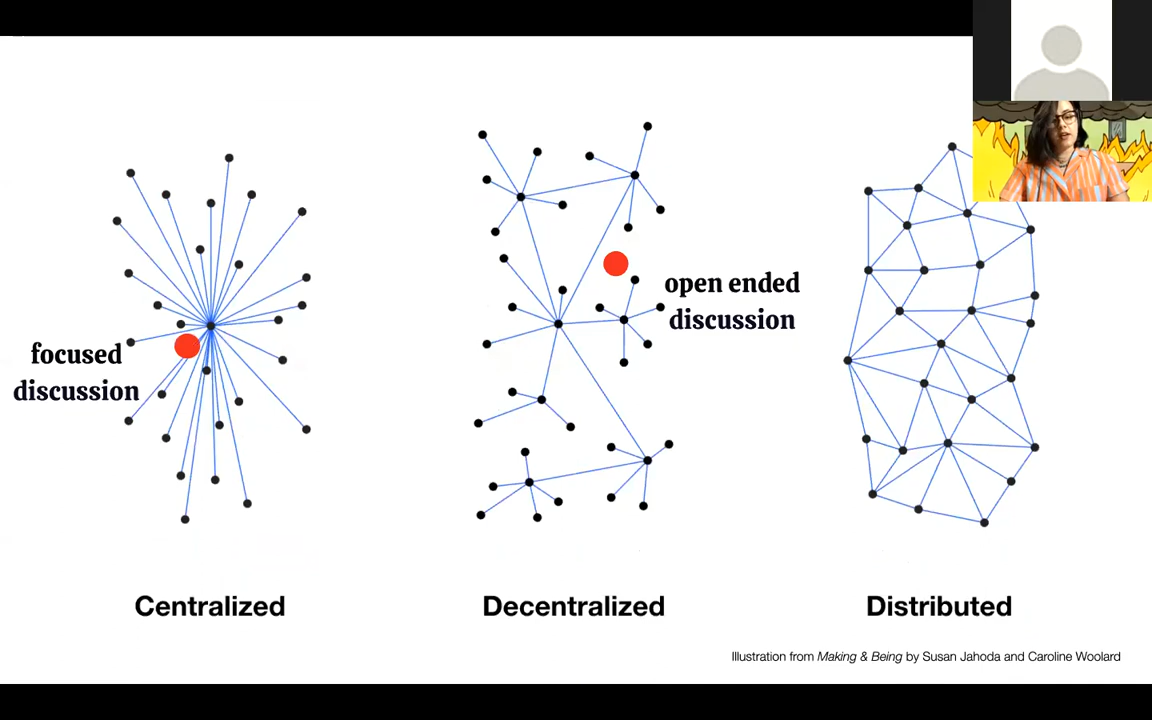 focused
discussion
open ended
discussion
Centralized
Decentralized
Distributed
Illustration from Making & Being by Susan Jahoda and Caroline Woolard